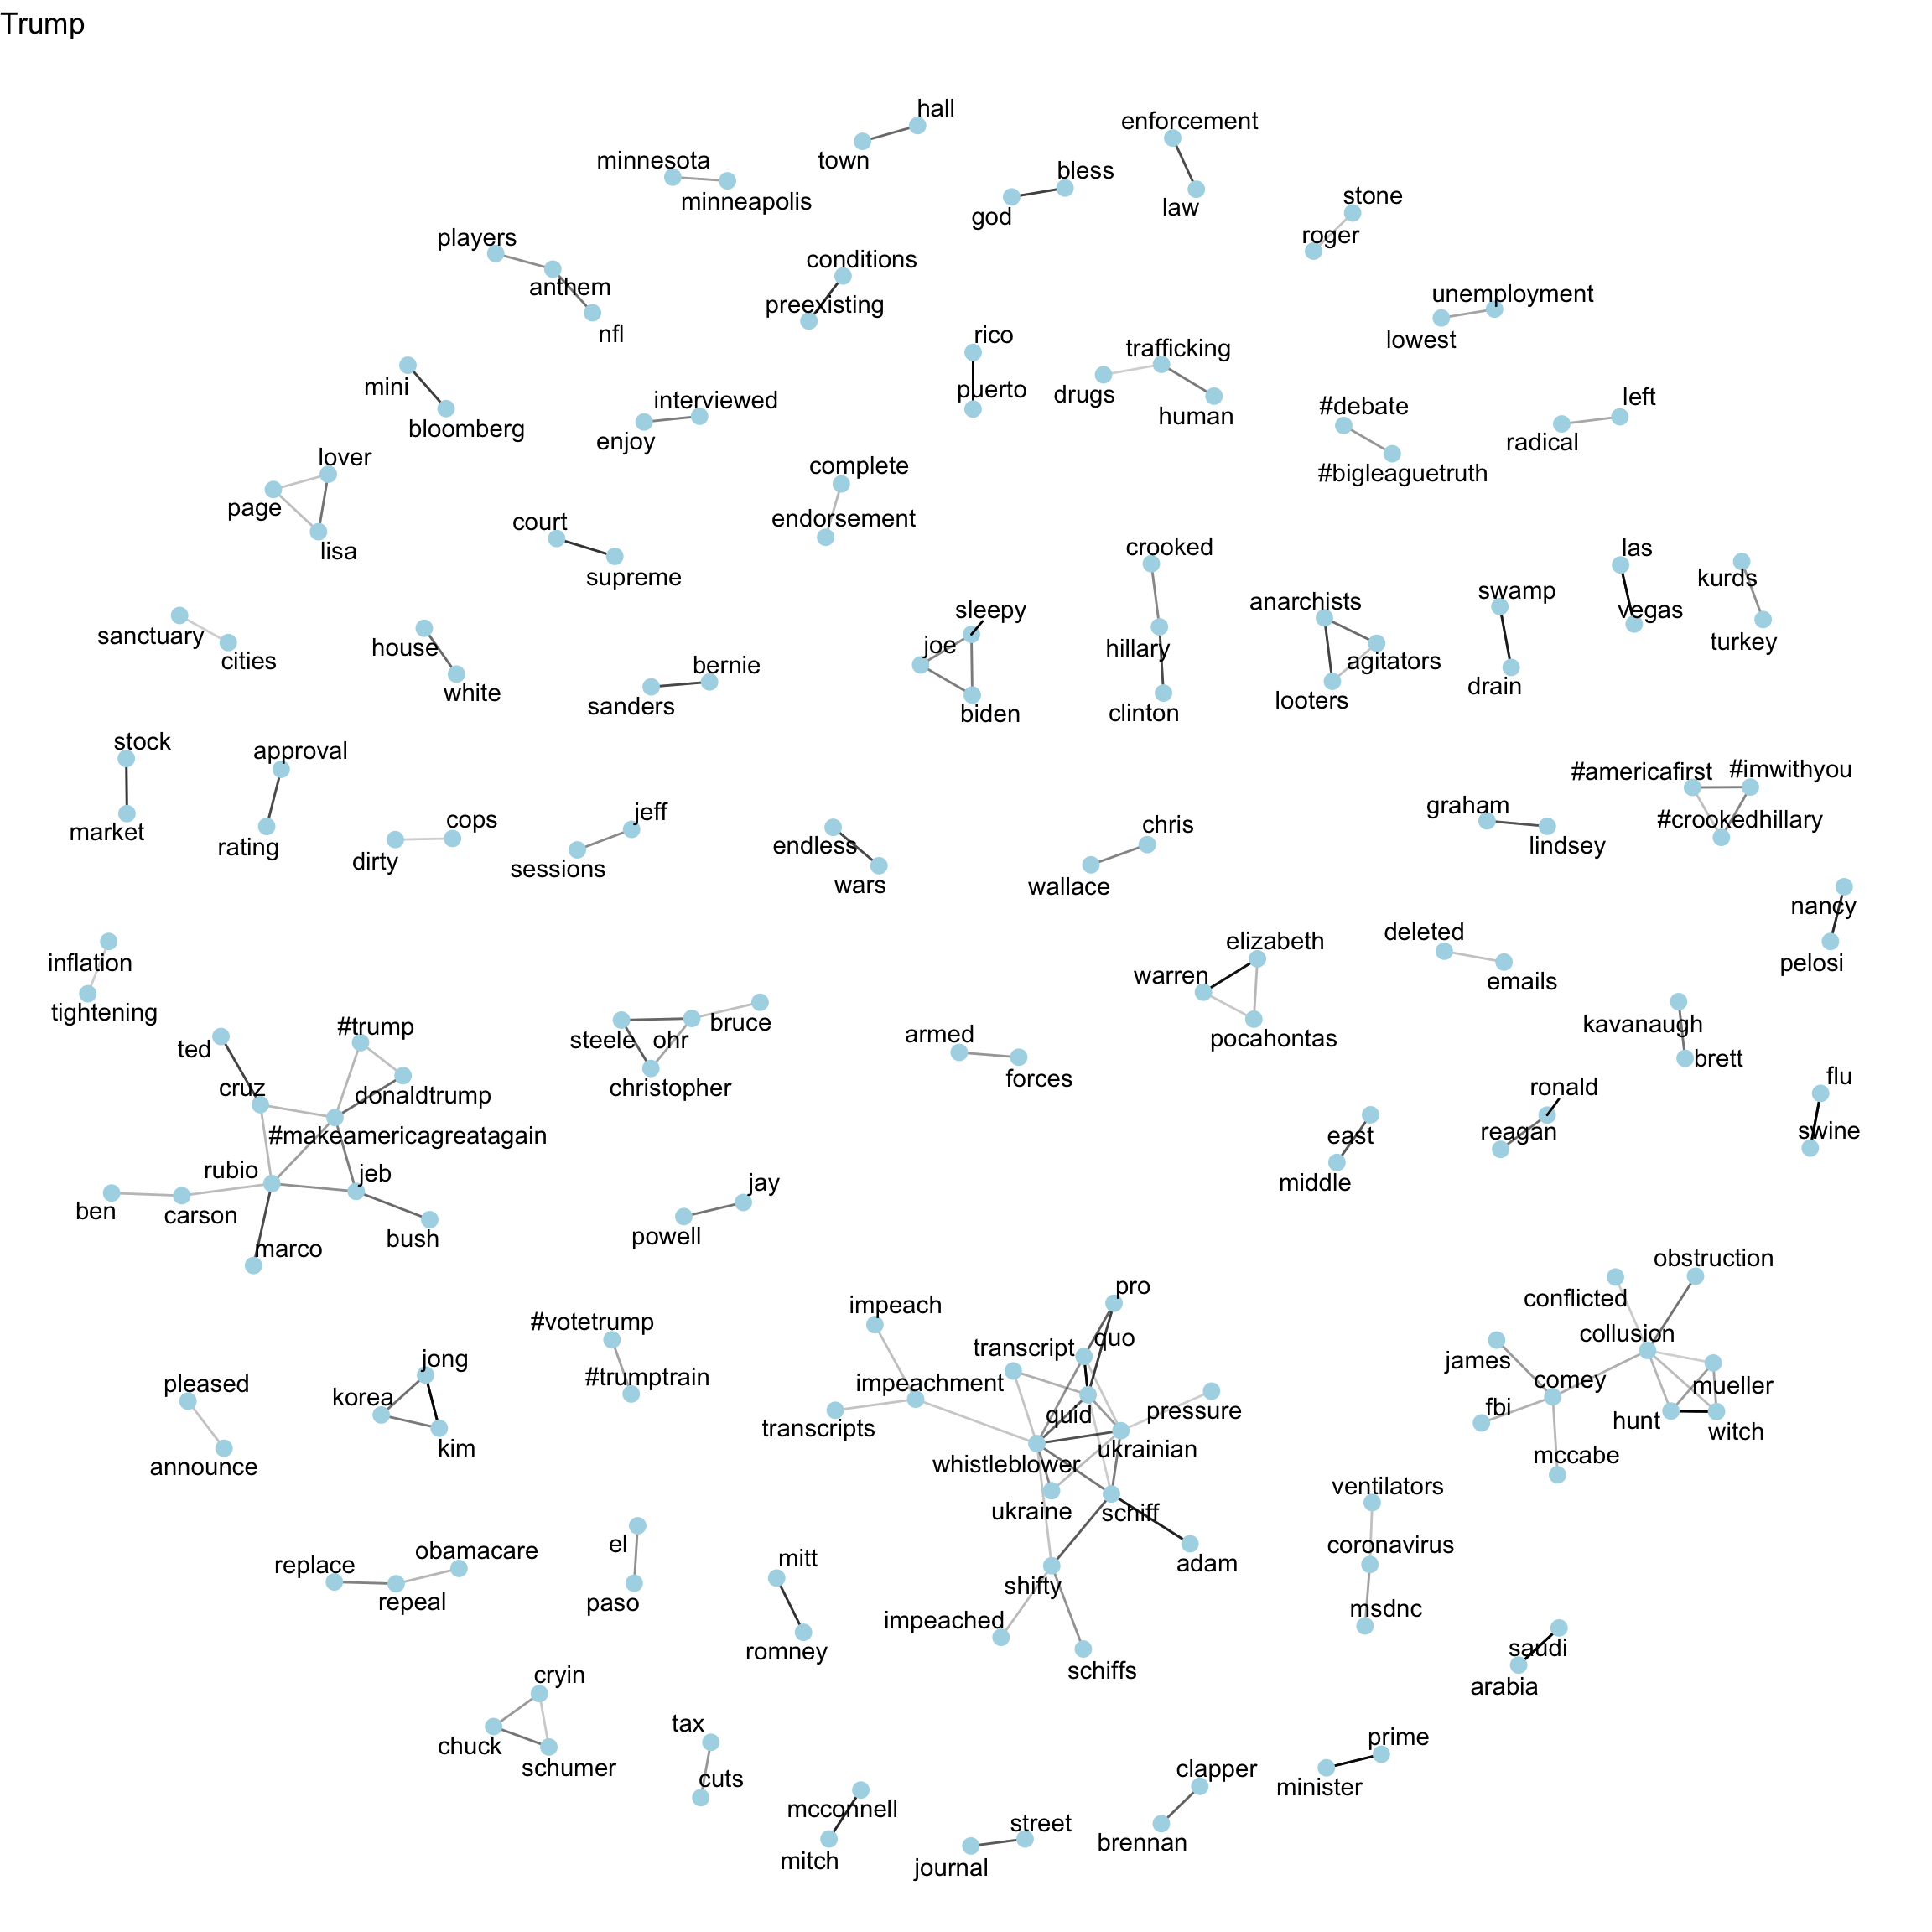 Trump
hall
town
enforcement
law
minnesota
minneapolis
god
bless
stone
roger
players
anthem
nfl
conditions
preexisting
unemployment
lowest
rico
puerto
trafficking
drugs
human
mini
bloomberg
interviewed
enjoy
#debate
#bigleaguetruth
left
radical
lover
page
lisa
complete
endorsement
court
supreme
crooked
hillary
clinton
las
vegas
kurds
turkey
anarchists
agitators
looters
swamp
drain
sleepy
joe
biden
sanctuary
cities
house
white
bernie
sanders
stock
market
approval
rating
dirty
cops
jeff
sessions
endless
wars
chris
wallace
graham
lindsey
#americafirst
#imwithyou
#crookedhillary
nancy
pelosi
inflation
tightening
elizabeth
warren
pocahontas
deleted
emails
kavanaugh
brett
ted
cruz
#trump
donaldtrump
#makeamericagreatagain
rubio
jeb
ben
carson
marco
bush
steele
ohr
bruce
christopher
armed
forces
ronald
reagan
east
middle
flu
swine
jay
powell
pro
quo
impeach
transcript
impeachment
transcripts
quid
pressure
whistleblower
ukrainian
ukraine
schiff
adam
shifty
impeached
schiffs
obstruction
conflicted
collusion
james
comey
mueller
fbi
hunt
witch
mccabe
#votetrump
#trumptrain
pleased
announce
jong
korea
kim
ventilators
coronavirus
msdnc
replace
obamacare
repeal
el
paso
mitt
romney
saudi
arabia
cryin
chuck
schumer
tax
cuts
prime
minister
mcconnell
mitch
clapper
brennan
street
journal